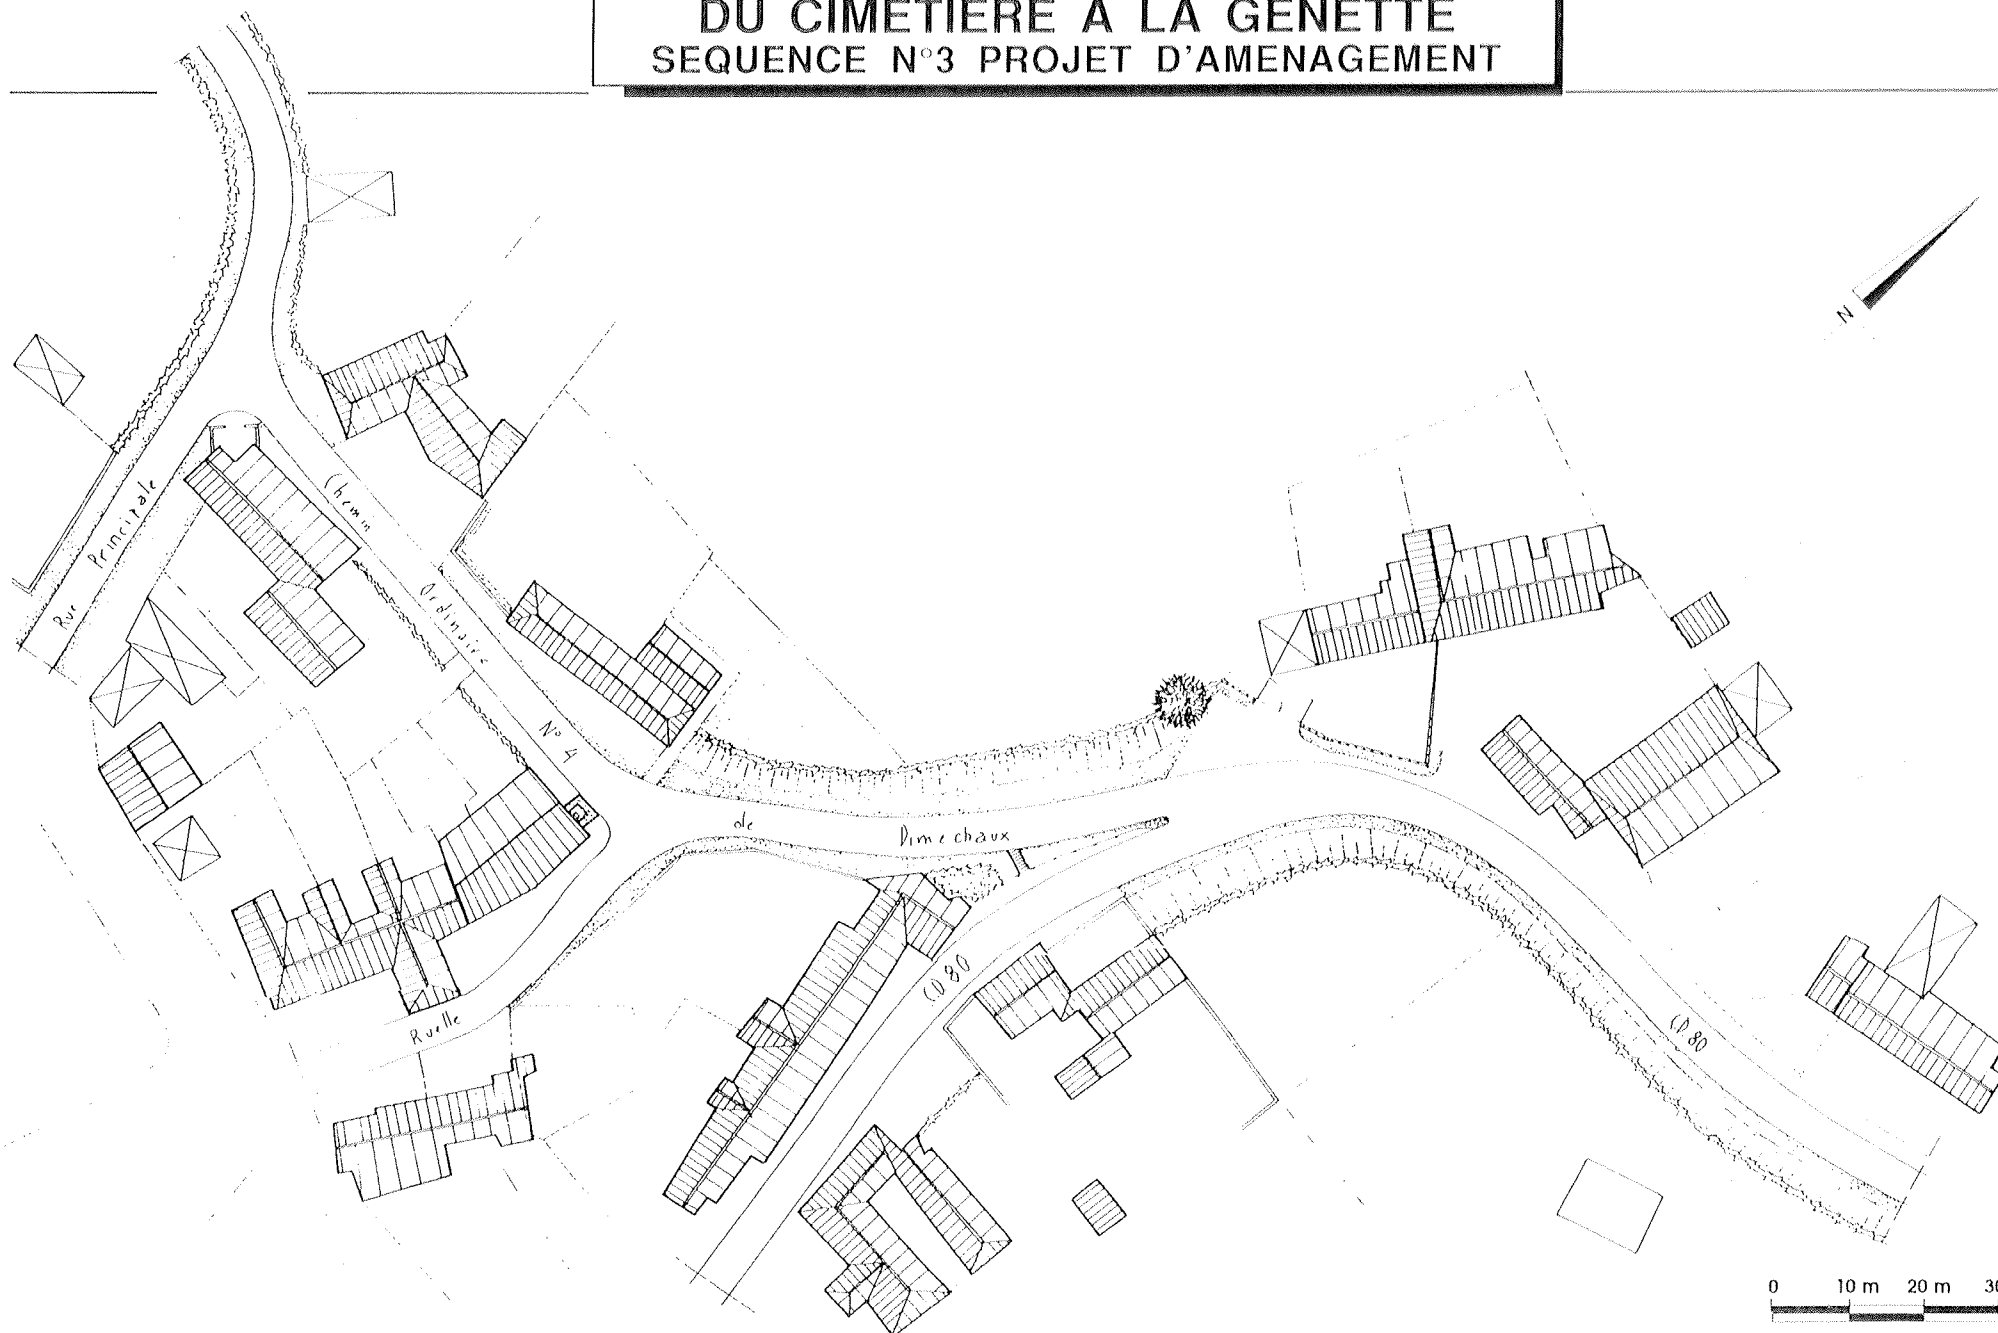 DU CIMETIERE A LA GENETTE
SEQUENCE N°3 PROJET D'AMENAGEMENT
N
Rue Principale
Chemin Ordinaire N° 4
de Dimechaux
CD 80
CD 80
Ruelle
0 10 m 20 m